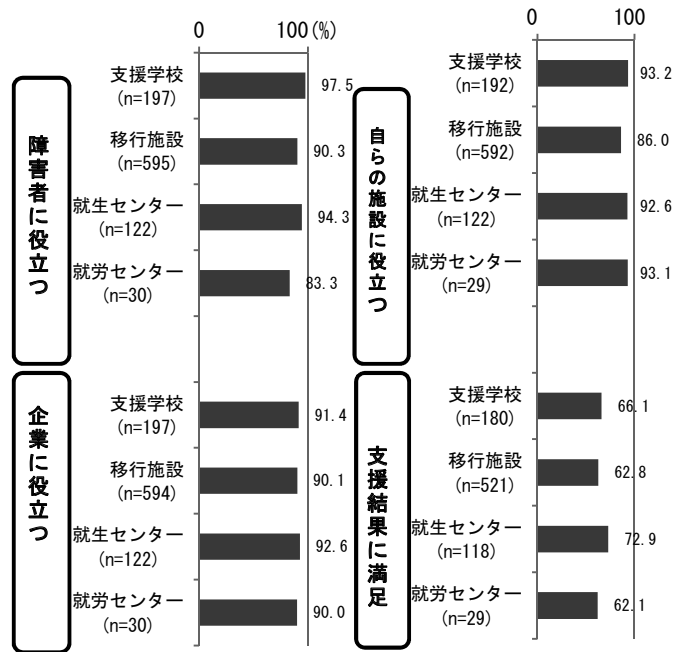 0
100(%)
障害者に役立つ
支援学校
(n=197)
97.5
移行施設
(n=595)
90.3
就生センター
(n=122)
94.3
就労センター
(n=30)
83.3
企業に役立つ
支援学校
(n=197)
91.4
移行施設
(n=594)
90.1
就生センター
(n=122)
92.6
就労センター
(n=30)
90.0
0
100
自らの施設に役立つ
支援学校
(n=192)
93.2
移行施設
(n=592)
86.0
就生センター
(n=122)
92.6
就労センター
(n=29)
93.1
支援結果に満足
支援学校
(n=180)
66.1
移行施設
(n=521)
62.8
就生センター
(n=118)
72.9
就労センター
(n=29)
62.1